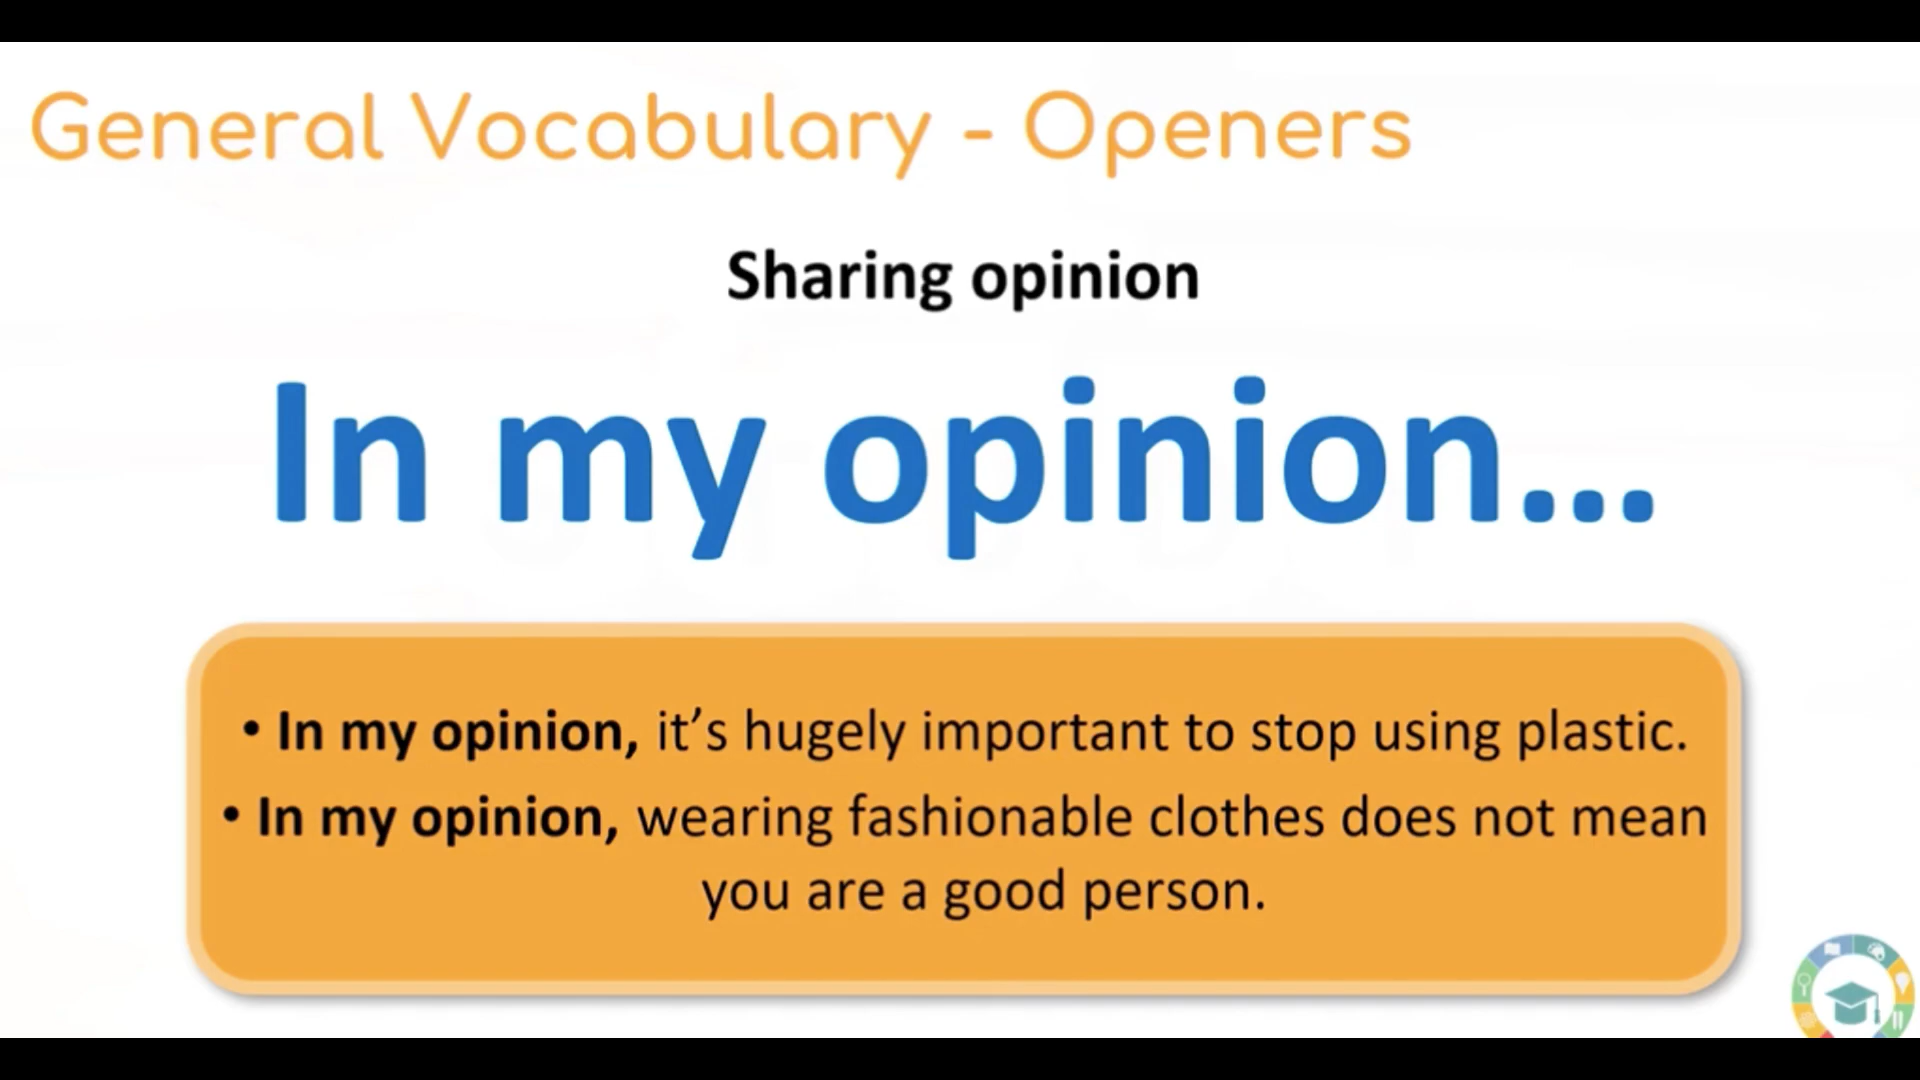 General Vocabulary - Openers
Sharing opinion
In my opinion...
• In my opinion, it’s hugely important to stop using plastic.
• In my opinion, wearing fashionable clothes does not mean
you are a good person.